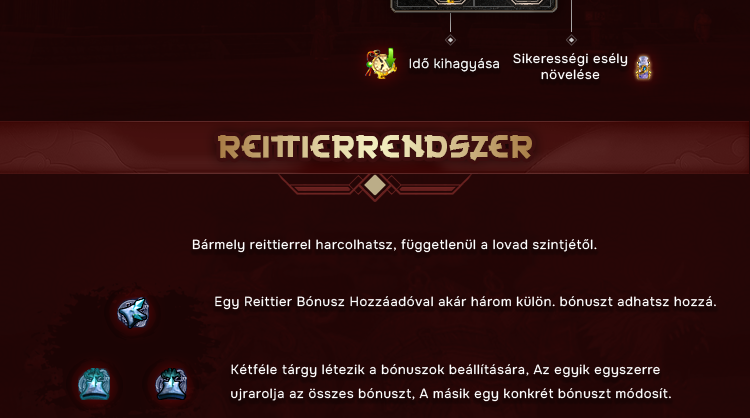 Idő kihagyása
Sikerességi esély
növelése
REITTIERRENDSZER
Bármely reittierrel harcolhatsz, függetlenül a lovad szintjétől.
Egy Reittier Bónusz Hozzáadóval akár három külön. bónuszt adhatsz hozzá.
Kétféle tárgy létezik a bónuszok beállítására, Az egyik egyszerre
ujrarolja az összes bónuszt, A másik egy konkrét bónuszt módosít.